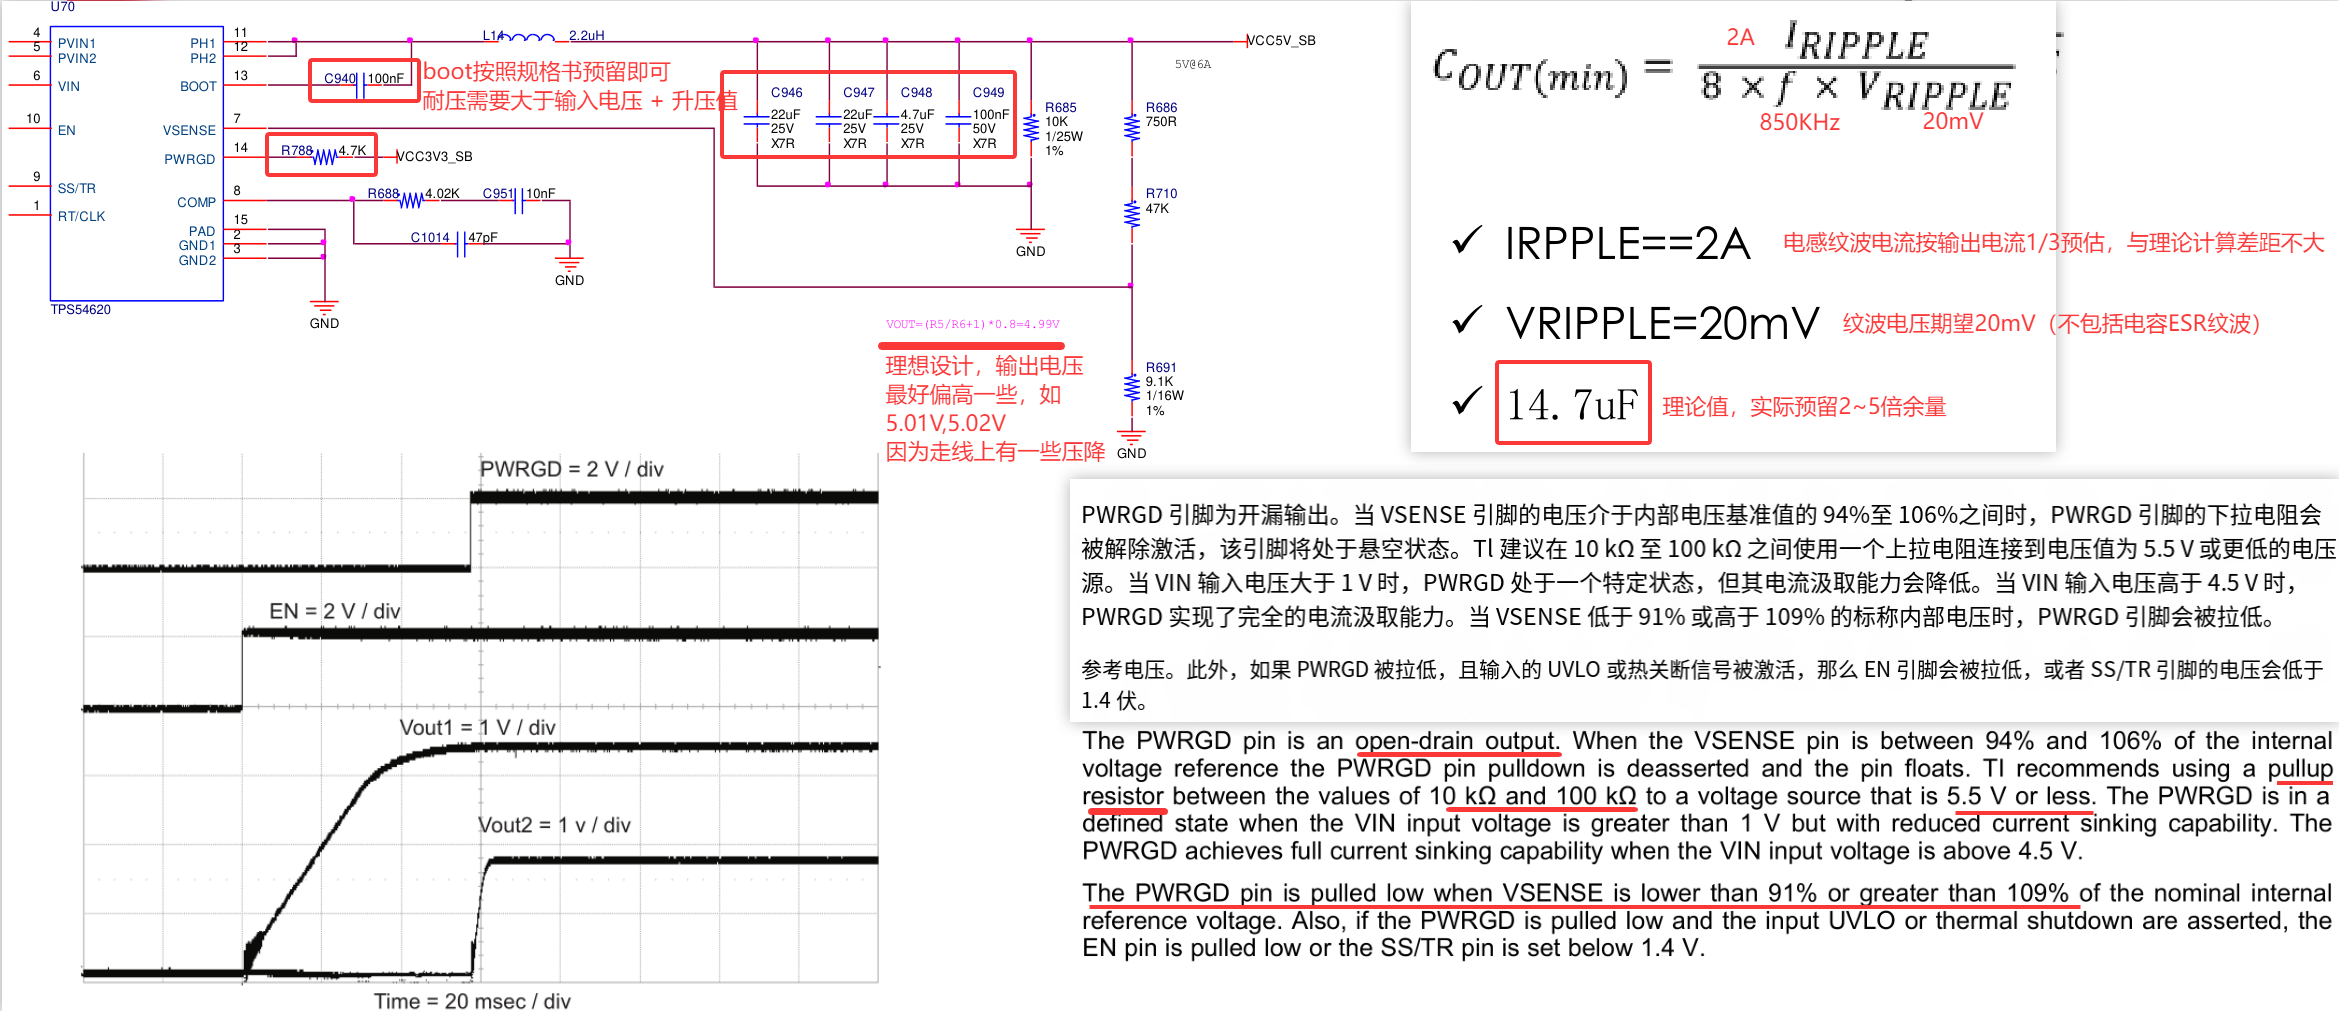 U70
4 PVIN1
5 PVIN2
6 VIN
10 EN
9 SS/TR
1 RT/CLK
PH1 11
PH2 12
BOOT 13
VSENSE 7
PWRGD 14
COMP 8
PAD 15
GND1 2
GND2 3
TPS54620
L14 2.2uH
C940 100nF
boot按照规格书预留即可
耐压需要大于输入电压 + 升压值
R788 4.7K VCC3V3_SB
R688 4.02K C951 10nF
C1014 47pF
GND
GND
C946
22uF
25V
X7R
C947
22uF
25V
X7R
C948
4.7uF
25V
X7R
C949
100nF
50V
X7R
R685
10K
1/25W
1%
GND
VCC5V_SB
5V@6A
R686
750R
R710
47K
R691
9.1K
1/16W
1%
GND
VOUT=(R5/R6+1)*0.8=4.99V
理想设计，输出电压
最好偏高一些，如
5.01V,5.02V
因为走线上有一些压降
COUT(min) = IRIPPLE / 8 × f × VRIPPLE
2A
850KHz
20mV
✓ IRPPLE==2A 电感纹波电流按输出电流1/3预估，与理论计算差距不大
✓ VRIPPLE=20mV 纹波电压期望20mV（不包括电容ESR纹波）
✓ 14.7uF 理论值，实际预留2~5倍余量
PWRGD = 2 V / div
EN = 2 V / div
Vout1 = 1 V / div
Vout2 = 1 v / div
Time = 20 msec / div
PWRGD 引脚为开漏输出。当 VSENSE 引脚的电压介于内部电压基准值的 94%至 106%之间时，PWRGD 引脚的下拉电阻会
被解除激活，该引脚将处于悬空状态。TI 建议在 10 kΩ 至 100 kΩ 之间使用一个上拉电阻连接到电压值为 5.5 V 或更低的电压
源。当 VIN 输入电压大于 1 V 时，PWRGD 处于一个特定状态，但其电流汲取能力会降低。当 VIN 输入电压高于 4.5 V 时，
PWRGD 实现了完全的电流汲取能力。当 VSENSE 低于 91% 或高于 109% 的标称内部电压时，PWRGD 引脚会被拉低。
参考电压。此外，如果 PWRGD 被拉低，且输入的 UVLO 或热关断信号被激活，那么 EN 引脚会被拉低，或者 SS/TR 引脚的电压会低于
1.4 伏。
The PWRGD pin is an open-drain output. When the VSENSE pin is between 94% and 106% of the internal
voltage reference the PWRGD pin pulldown is deasserted and the pin floats. TI recommends using a pullup
resistor between the values of 10 kΩ and 100 kΩ to a voltage source that is 5.5 V or less. The PWRGD is in a
defined state when the VIN input voltage is greater than 1 V but with reduced current sinking capability. The
PWRGD achieves full current sinking capability when the VIN input voltage is above 4.5 V.
The PWRGD pin is pulled low when VSENSE is lower than 91% or greater than 109% of the nominal internal
reference voltage. Also, if the PWRGD is pulled low and the input UVLO or thermal shutdown are asserted, the
EN pin is pulled low or the SS/TR pin is set below 1.4 V.